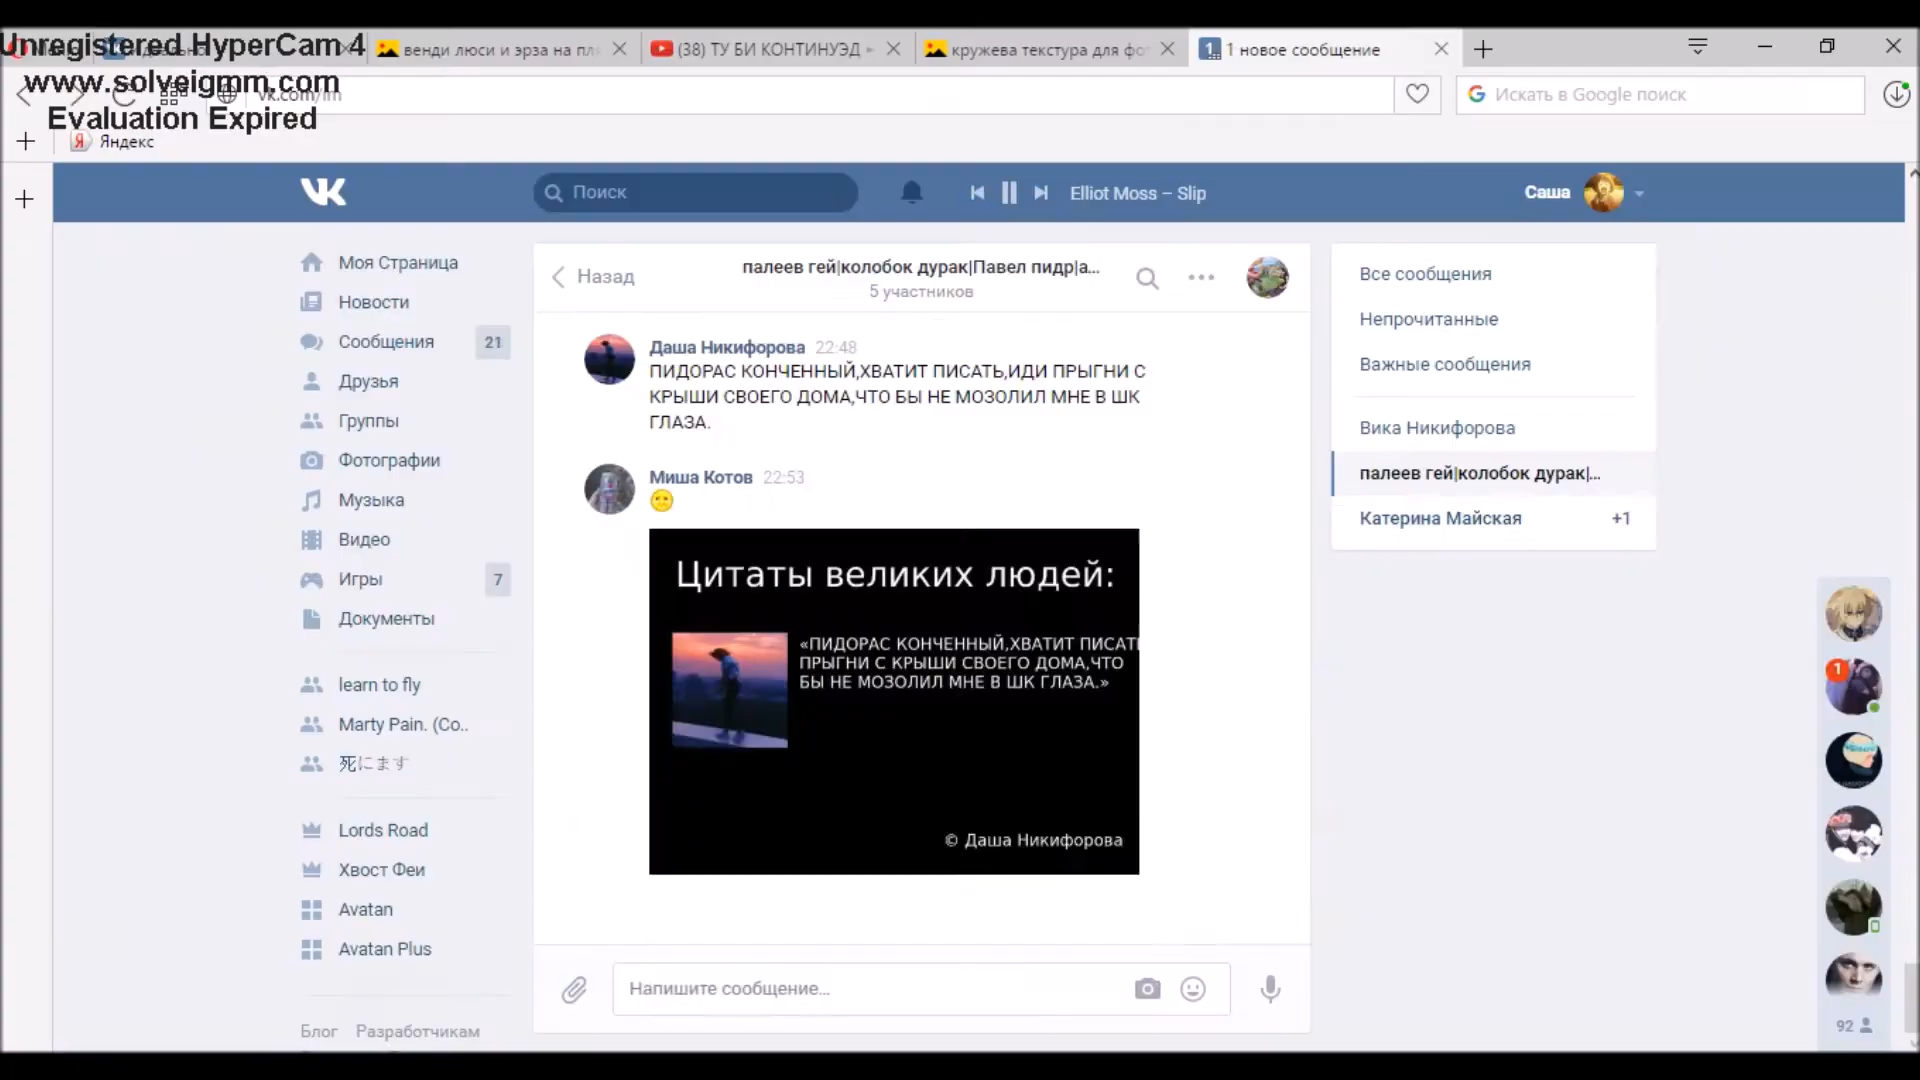 Unregistered HyperCam 4
www.solveigmm.com
Evaluation Expired
венди люси и эрза на пля
(38) ТУ БИ КОНТИНУЭД
кружева текстура для фот
1 новое сообщение
vk.com/im
Искать в Google поиск
Яндекс
Поиск
Elliot Moss – Slip
Саша
Моя Страница
Новости
Сообщения 21
Друзья
Группы
Фотографии
Музыка
Видео
Игры 7
Документы
learn to fly
Marty Pain. (Co..
死にます
Lords Road
Хвост Феи
Avatan
Avatan Plus
Блог Разработчикам
Назад
палеев гей|колобок дурак|Павел пидр|а...
5 участников
Даша Никифорова 22:48
ПИДОРАС КОНЧЕННЫЙ,ХВАТИТ ПИСАТЬ,ИДИ ПРЫГНИ С
КРЫШИ СВОЕГО ДОМА,ЧТО БЫ НЕ МОЗОЛИЛ МНЕ В ШК
ГЛАЗА.
Миша Котов 22:53
Цитаты великих людей:
«ПИДОРАС КОНЧЕННЫЙ,ХВАТИТ ПИСАТЬ
ПРЫГНИ С КРЫШИ СВОЕГО ДОМА,ЧТО
БЫ НЕ МОЗОЛИЛ МНЕ В ШК ГЛАЗА.»
© Даша Никифорова
Напишите сообщение...
Все сообщения
Непрочитанные
Важные сообщения
Вика Никифорова
палеев гей|колобок дурак|...
Катерина Майская +1
1
92